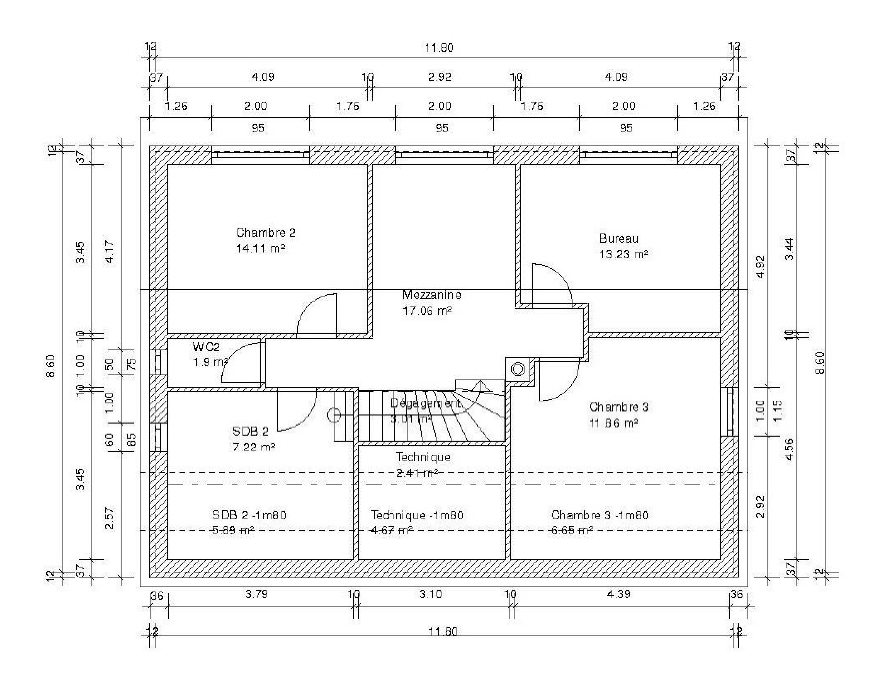 12 11.80 12
37 4.09 10 2.92 10 4.09 37
1.26 2.00 1.75 2.00 1.75 2.00 1.26
95 95 95
12 37 37 12
Chambre 2
14.11 m²
Bureau
13.23 m²
3.45 4.17 4.92 3.44
Mezzanine
17.06 m²
10 10
WC2
1.9 m²
8.60 1.00 50 75 8.60
10 1.00
Dégagement
3.01 m²
Chambre 3
11.86 m²
1.00 1.15
SDB 2
7.22 m²
60 85
4.56
Technique
2.41 m²
3.45 2.57 2.92
SDB 2 -1m80
5.89 m²
Technique -1m80
4.67 m²
Chambre 3 -1m80
6.65 m²
12 37 37 12
36 3.79 10 3.10 10 4.39 36
12 11.80 12